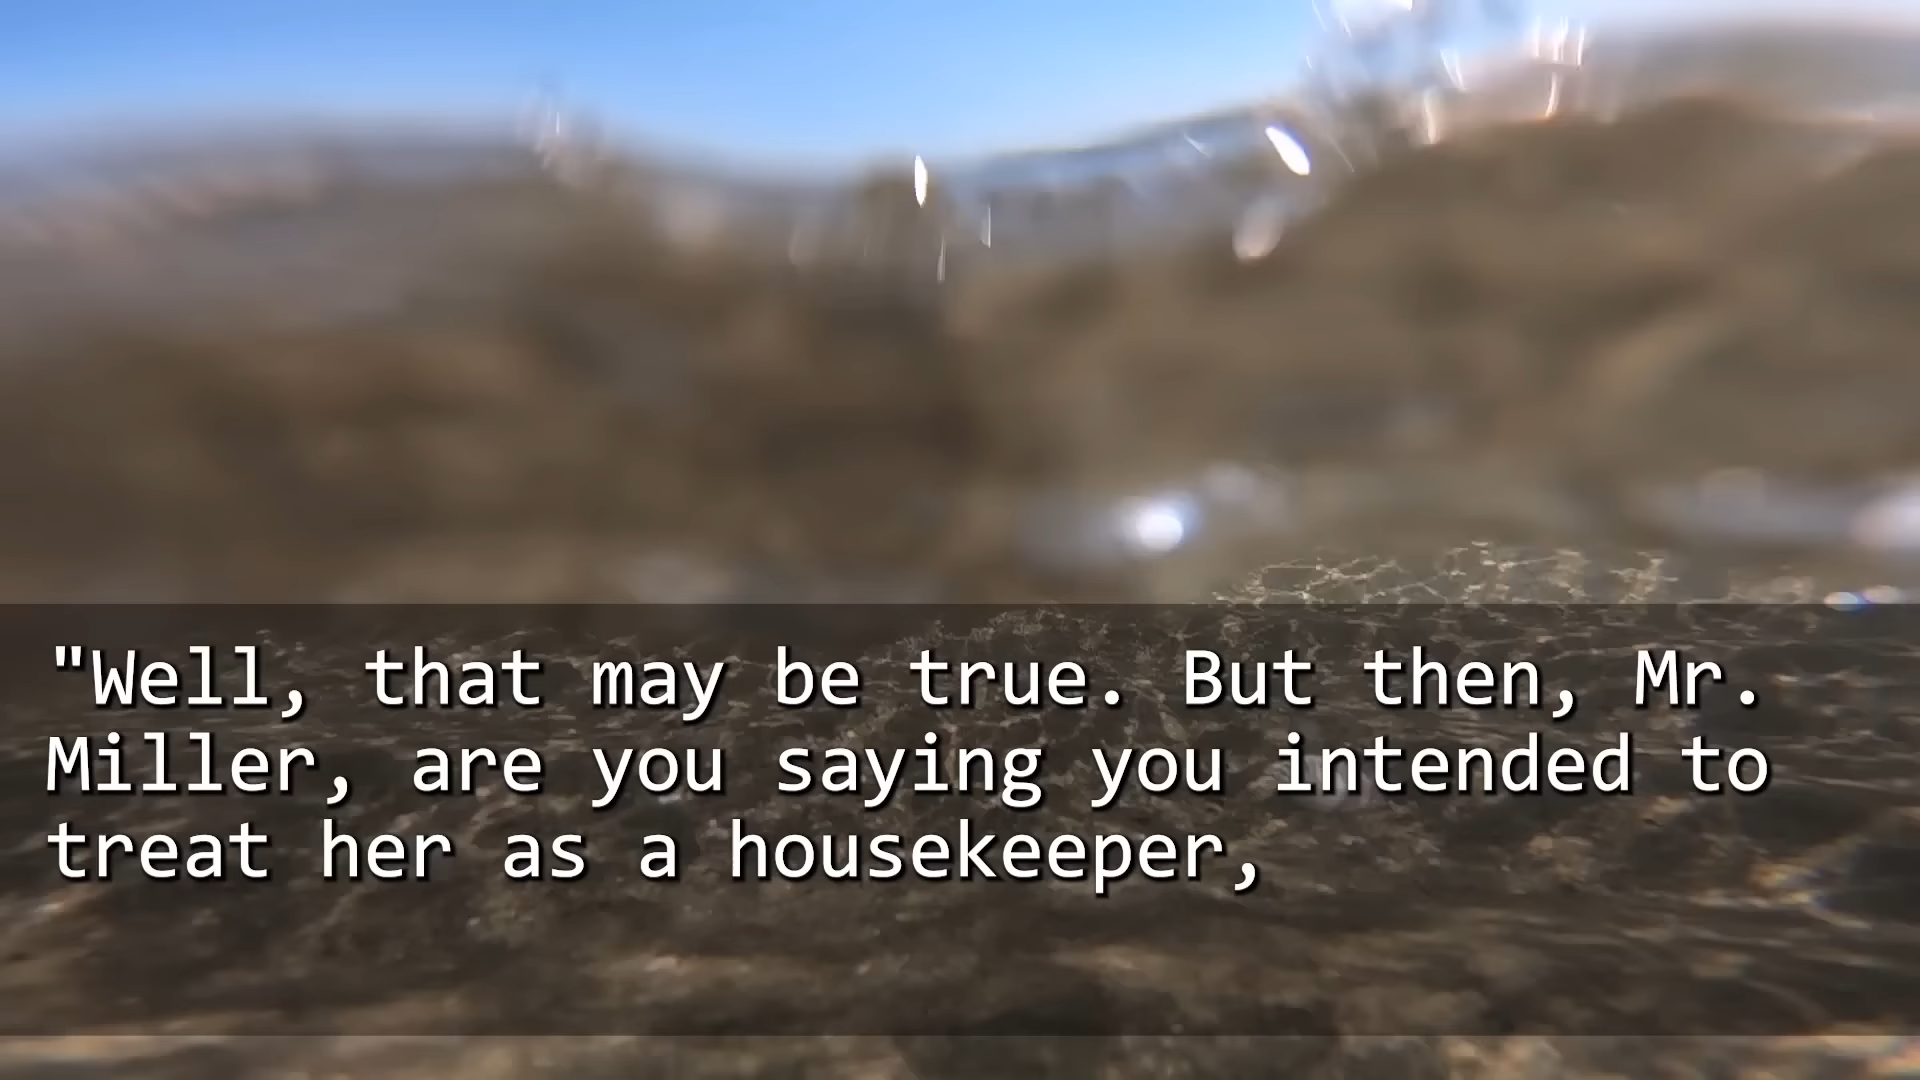 "Well, that may be true. But then, Mr.
Miller, are you saying you intended to
treat her as a housekeeper,